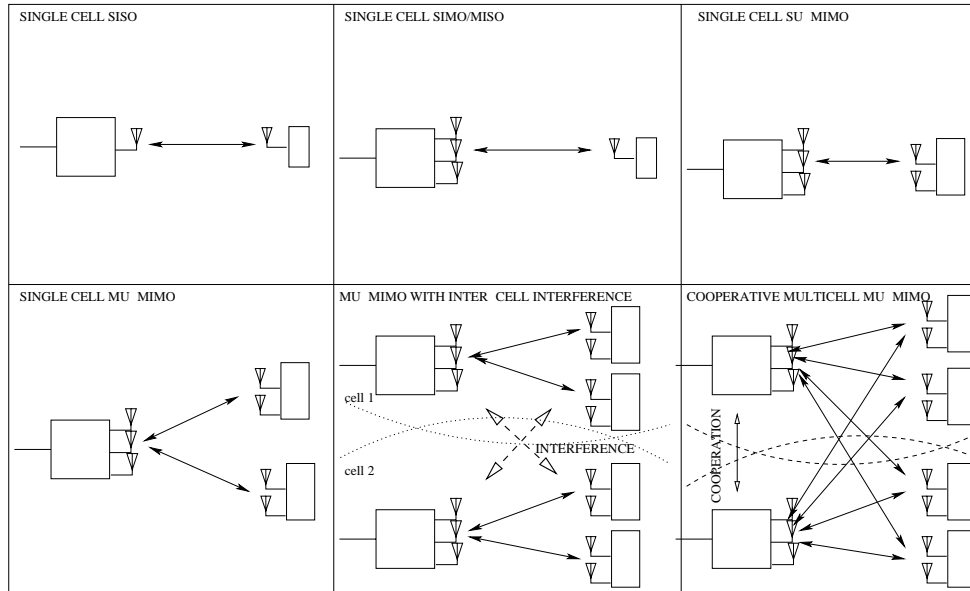 SINGLE CELL SISO
SINGLE CELL SIMO/MISO
SINGLE CELL SU MIMO
SINGLE CELL MU MIMO
MU MIMO WITH INTER CELL INTERFERENCE
cell 1
INTERFERENCE
cell 2
COOPERATIVE MULTICELL MU MIMO
COOPERATION